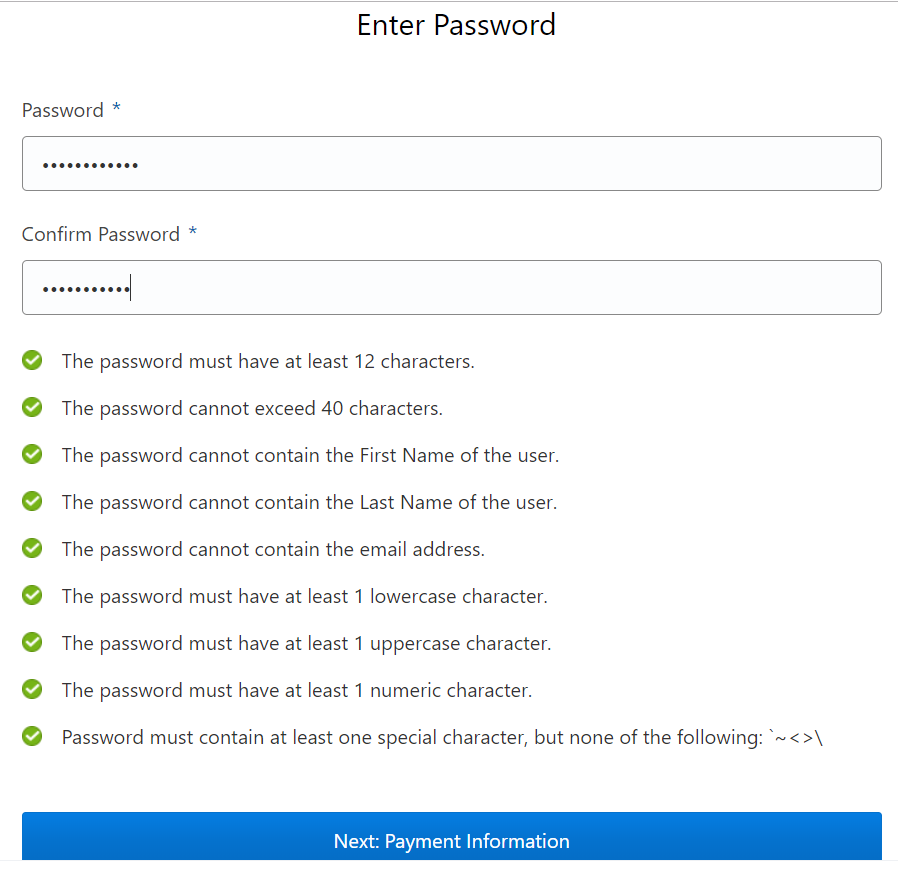 Enter Password
Password *
••••••••••••
Confirm Password *
•••••••••••
The password must have at least 12 characters.
The password cannot exceed 40 characters.
The password cannot contain the First Name of the user.
The password cannot contain the Last Name of the user.
The password cannot contain the email address.
The password must have at least 1 lowercase character.
The password must have at least 1 uppercase character.
The password must have at least 1 numeric character.
Password must contain at least one special character, but none of the following: `~<>\
Next: Payment Information